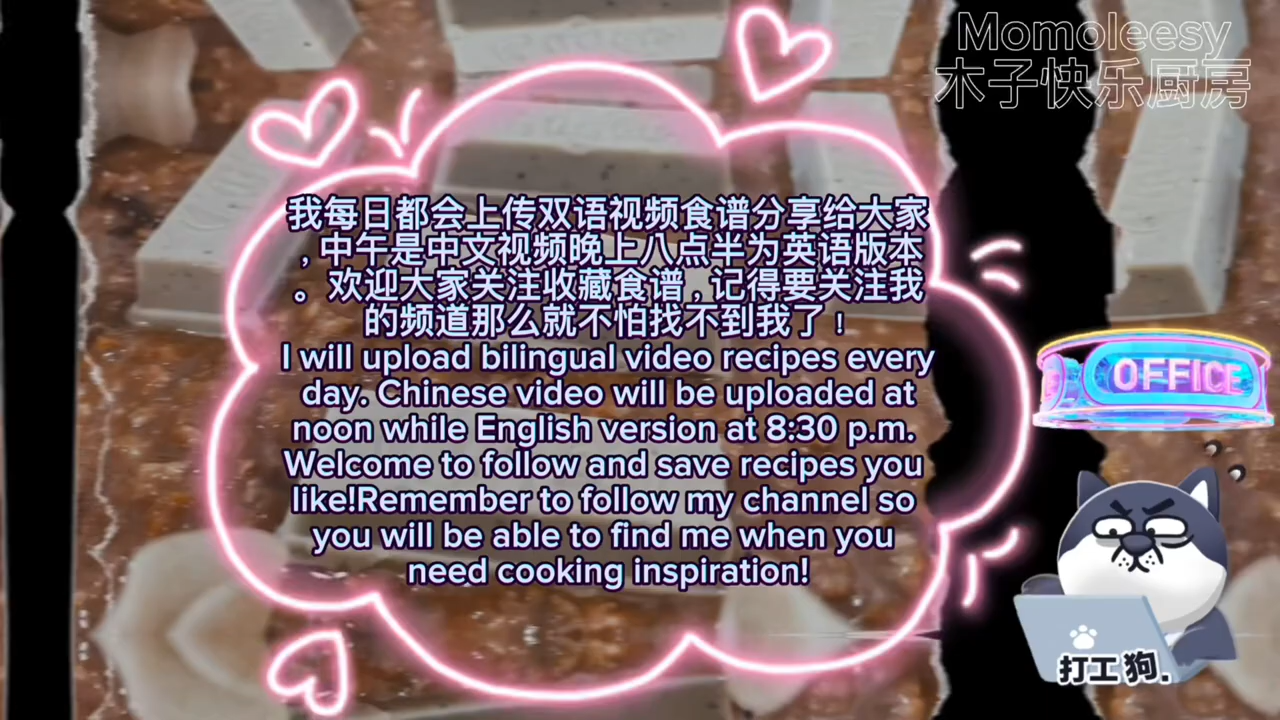 Momoleesy
木子快乐厨房
我每日都会上传双语视频食谱分享给大家
,中午是中文视频晚上八点半为英语版本
。欢迎大家关注收藏食谱,记得要关注我
的频道那么就不怕找不到我了!
I will upload bilingual video recipes every
day. Chinese video will be uploaded at
noon while English version at 8:30 p.m.
Welcome to follow and save recipes you
like!Remember to follow my channel so
you will be able to find me when you
need cooking inspiration!
OFFICE
打工狗.